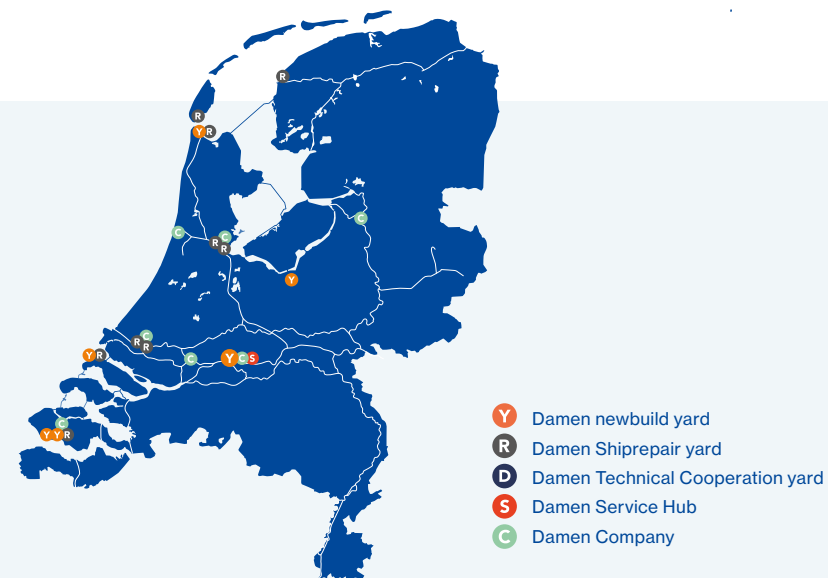 R
R
Y R
C
C
C
R
R
Y
C
R
R
Y R
C
Y C S
C
Y Y R
Y Damen newbuild yard
R Damen Shiprepair yard
D Damen Technical Cooperation yard
S Damen Service Hub
C Damen Company